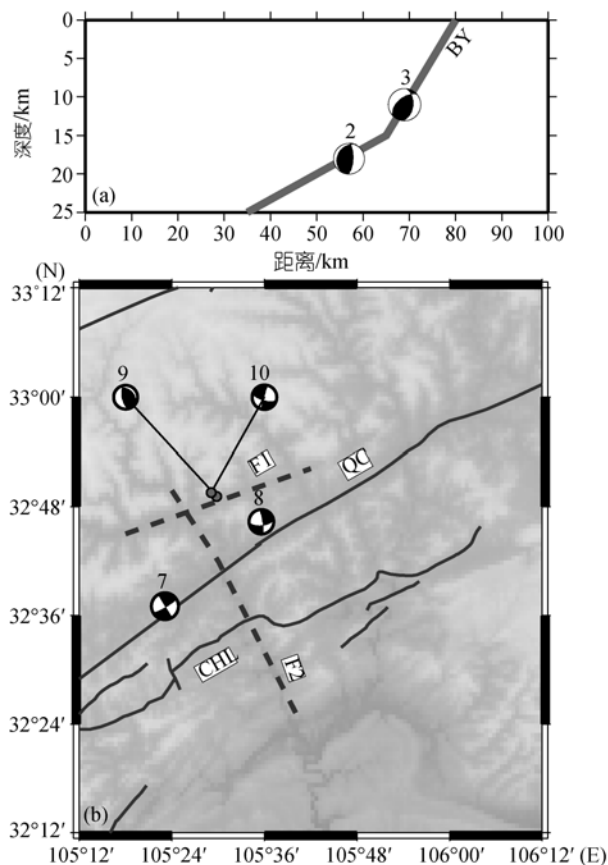 0
5
10
15
20
25
深度/km
BY
3
2
(a)
0 10 20 30 40 50 60 70 80 90 100
距离/km
(N)
33°12′
33°00′
32°48′
32°36′
32°24′
32°12′
9
10
F1
QC
8
7
CHL
F2
(b)
105°12′ 105°24′ 105°36′ 105°48′ 106°00′ 106°12′ (E)